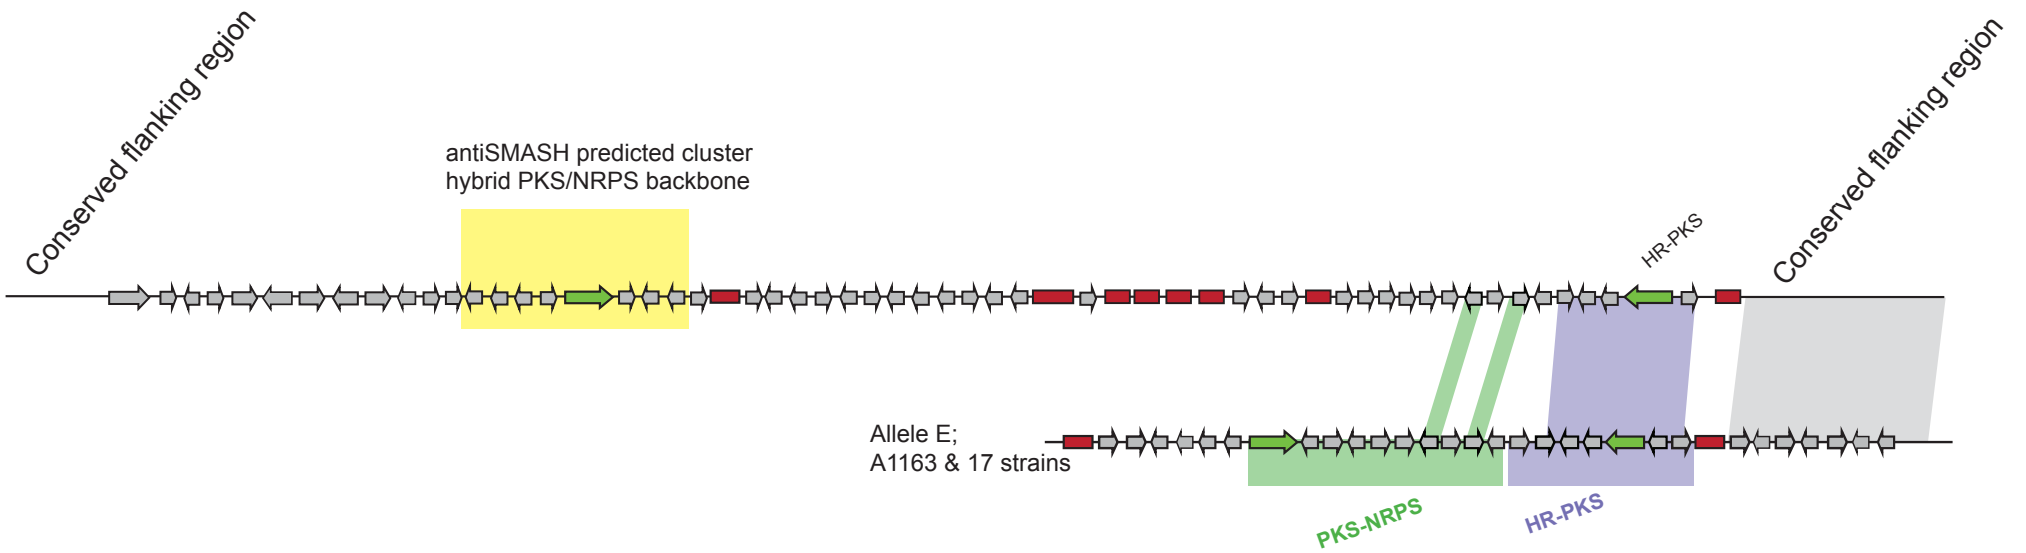 Conserved flanking region
antiSMASH predicted cluster
hybrid PKS/NRPS backbone
HR-PKS
Conserved flanking region
Allele E;
A1163 & 17 strains
PKS-NRPS
HR-PKS